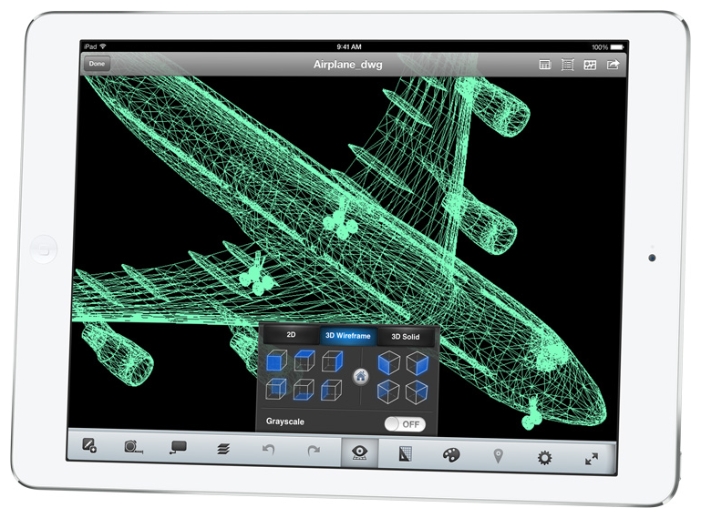 iPad
9:41 AM
100%
Done
Airplane_dwg
2D
3D Wireframe
3D Solid
Grayscale
OFF